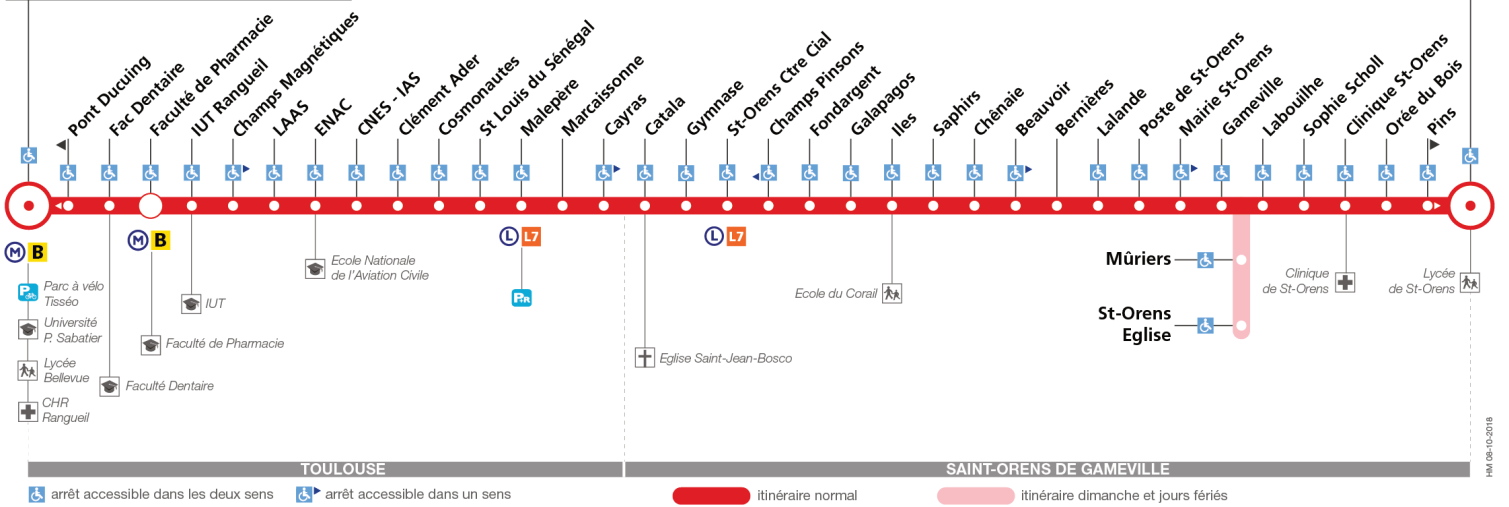 Pont Ducuing
Fac Dentaire
Faculté de Pharmacie
IUT Rangueil
Champs Magnétiques
LAAS
ENAC
CNES - IAS
Clément Ader
Cosmonautes
St Louis du Sénégal
Malepère
Marcaissonne
Cayras
Catala
Gymnase
St-Orens Ctre Cial
Champs Pinsons
Fondargent
Galapagos
Iles
Saphirs
Chênaie
Beauvoir
Bernières
Lalande
Poste de St-Orens
Mairie St-Orens
Gameville
Labouilhe
Sophie Scholl
Clinique St-Orens
Orée du Bois
Pins
M B
M B
L L7
L L7
P
Parc à vélo
Tisséo
Université
P. Sabatier
Lycée
Bellevue
CHR
Rangueil
Faculté Dentaire
Faculté de Pharmacie
IUT
Ecole Nationale
de l'Aviation Civile
PR
Eglise Saint-Jean-Bosco
Ecole du Corail
Mûriers
St-Orens
Eglise
Clinique
de St-Orens
Lycée
de St-Orens
HM 08-10-2018
TOULOUSE
SAINT-ORENS DE GAMEVILLE
arrêt accessible dans les deux sens
arrêt accessible dans un sens
itinéraire normal
itinéraire dimanche et jours fériés